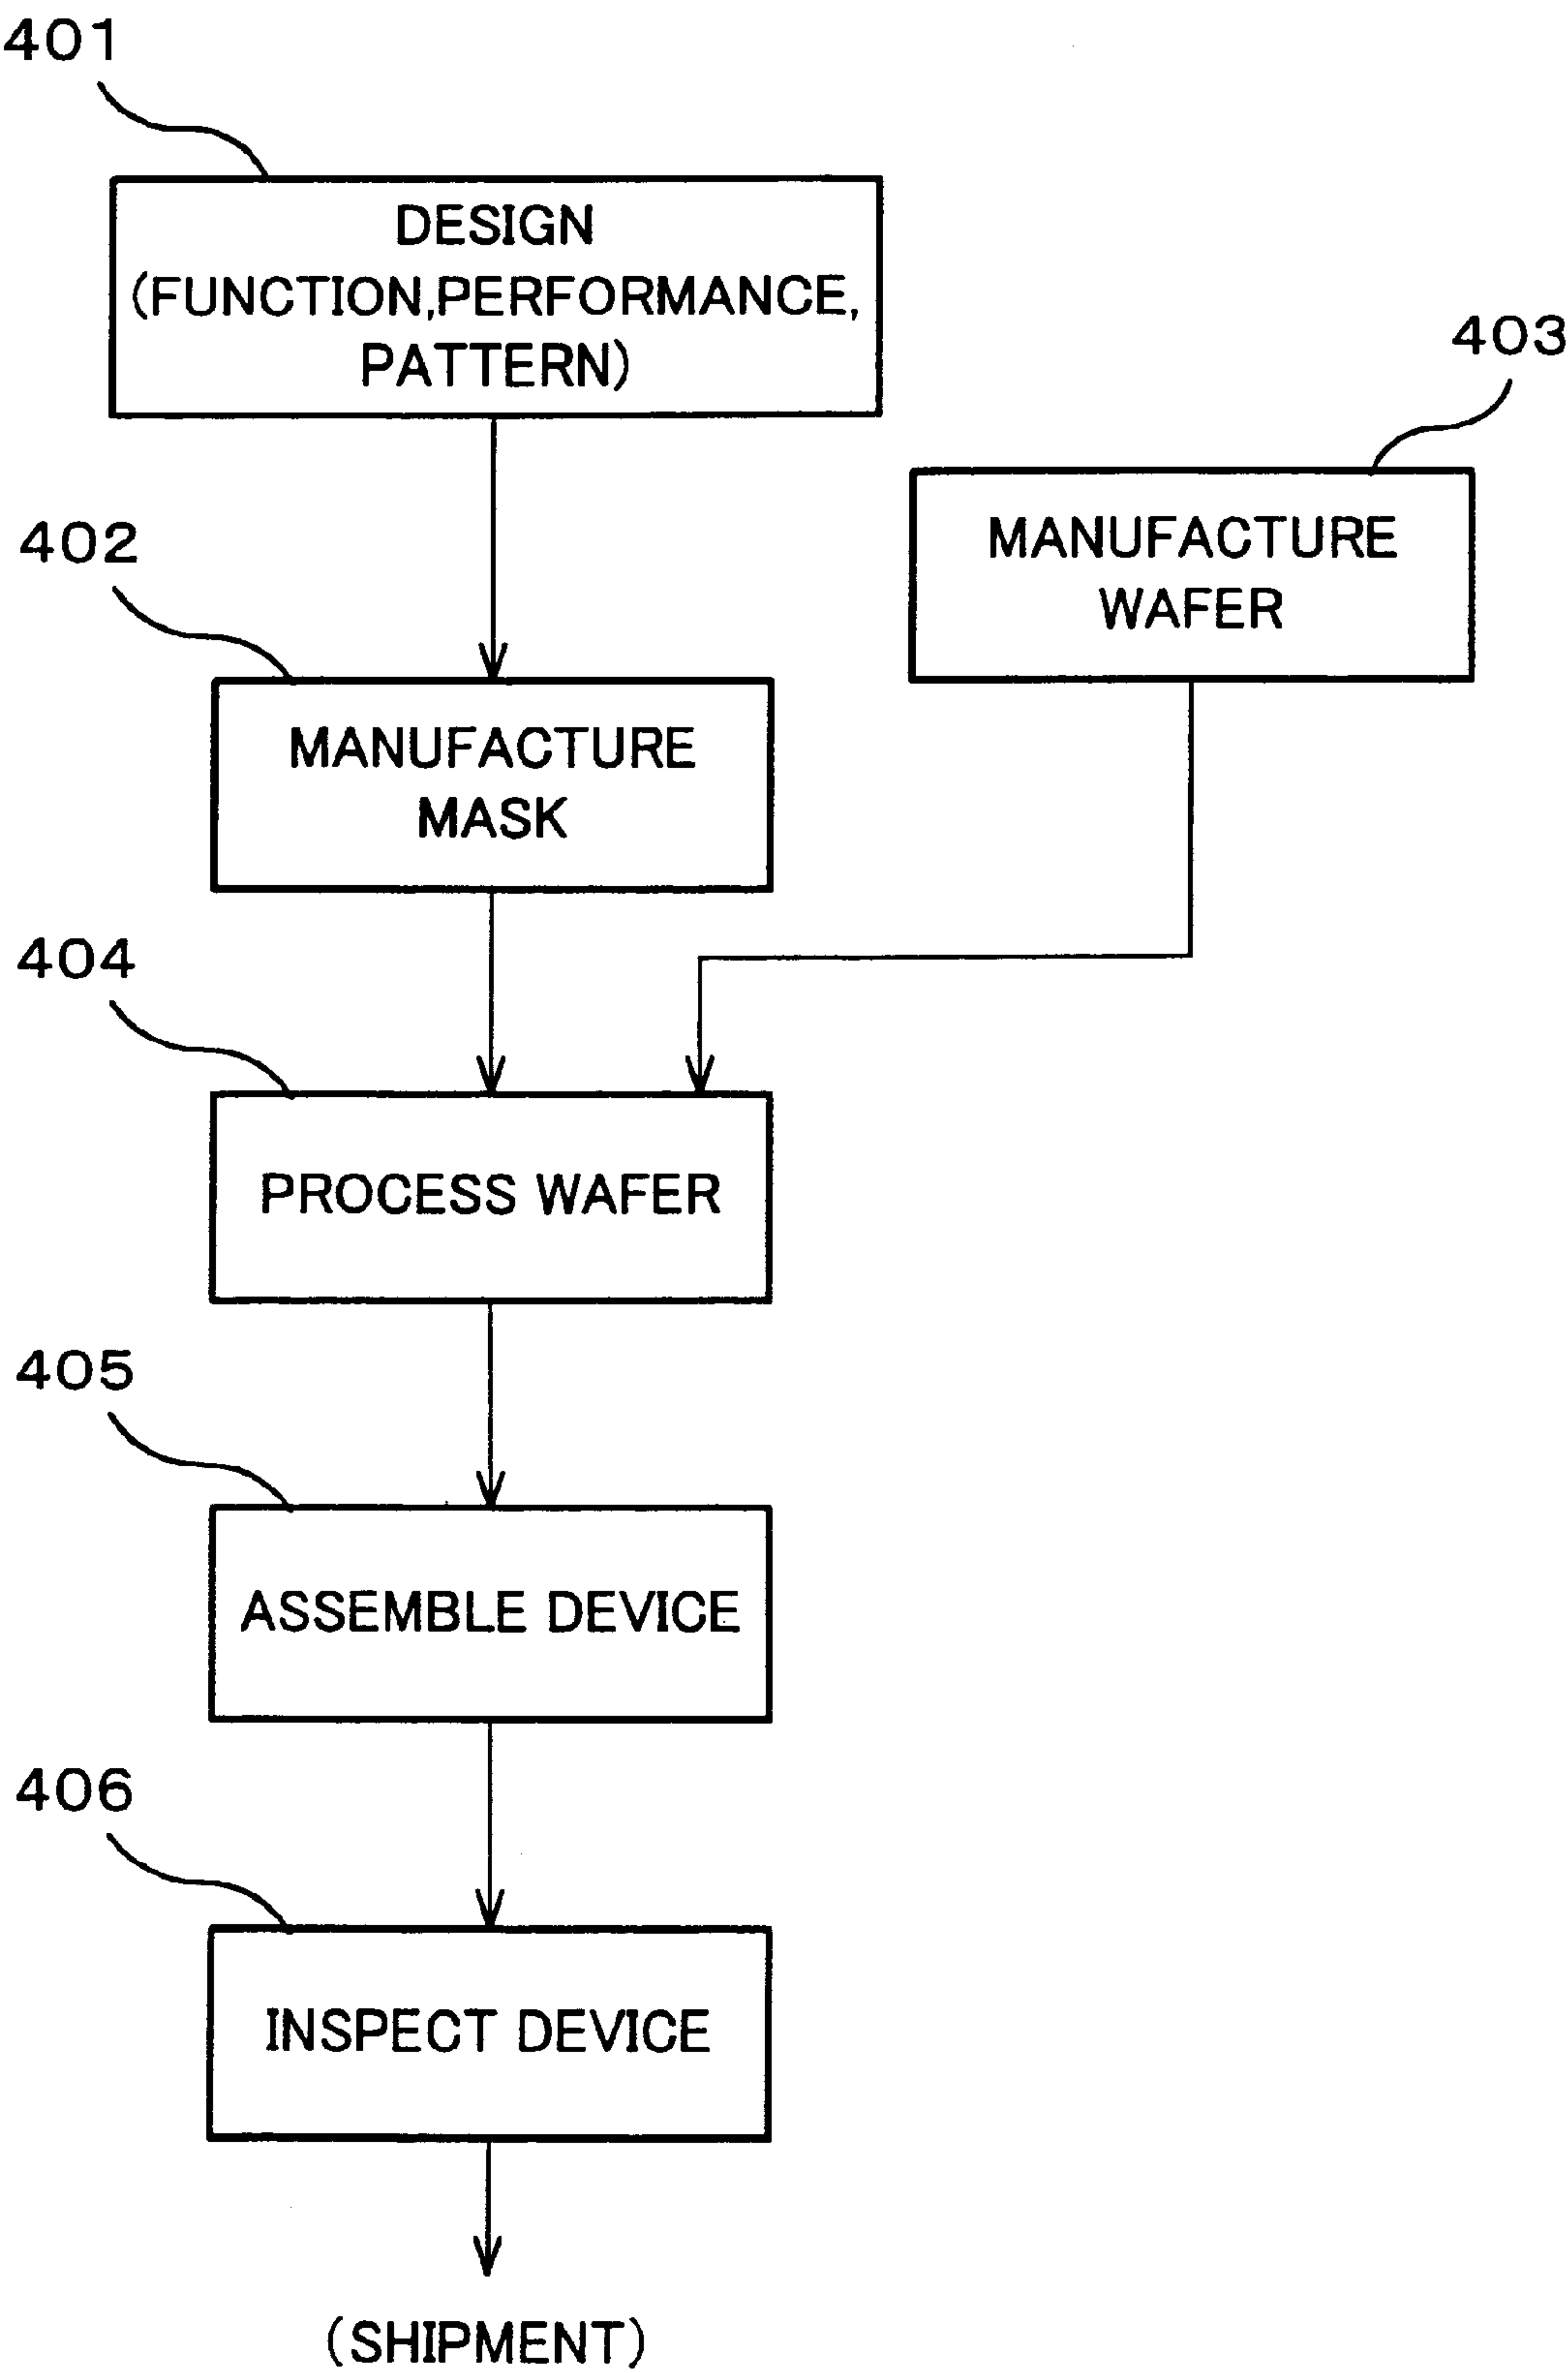 401
DESIGN
(FUNCTION,PERFORMANCE,
PATTERN)
403
MANUFACTURE
WAFER
402
MANUFACTURE
MASK
404
PROCESS WAFER
405
ASSEMBLE DEVICE
406
INSPECT DEVICE
(SHIPMENT)